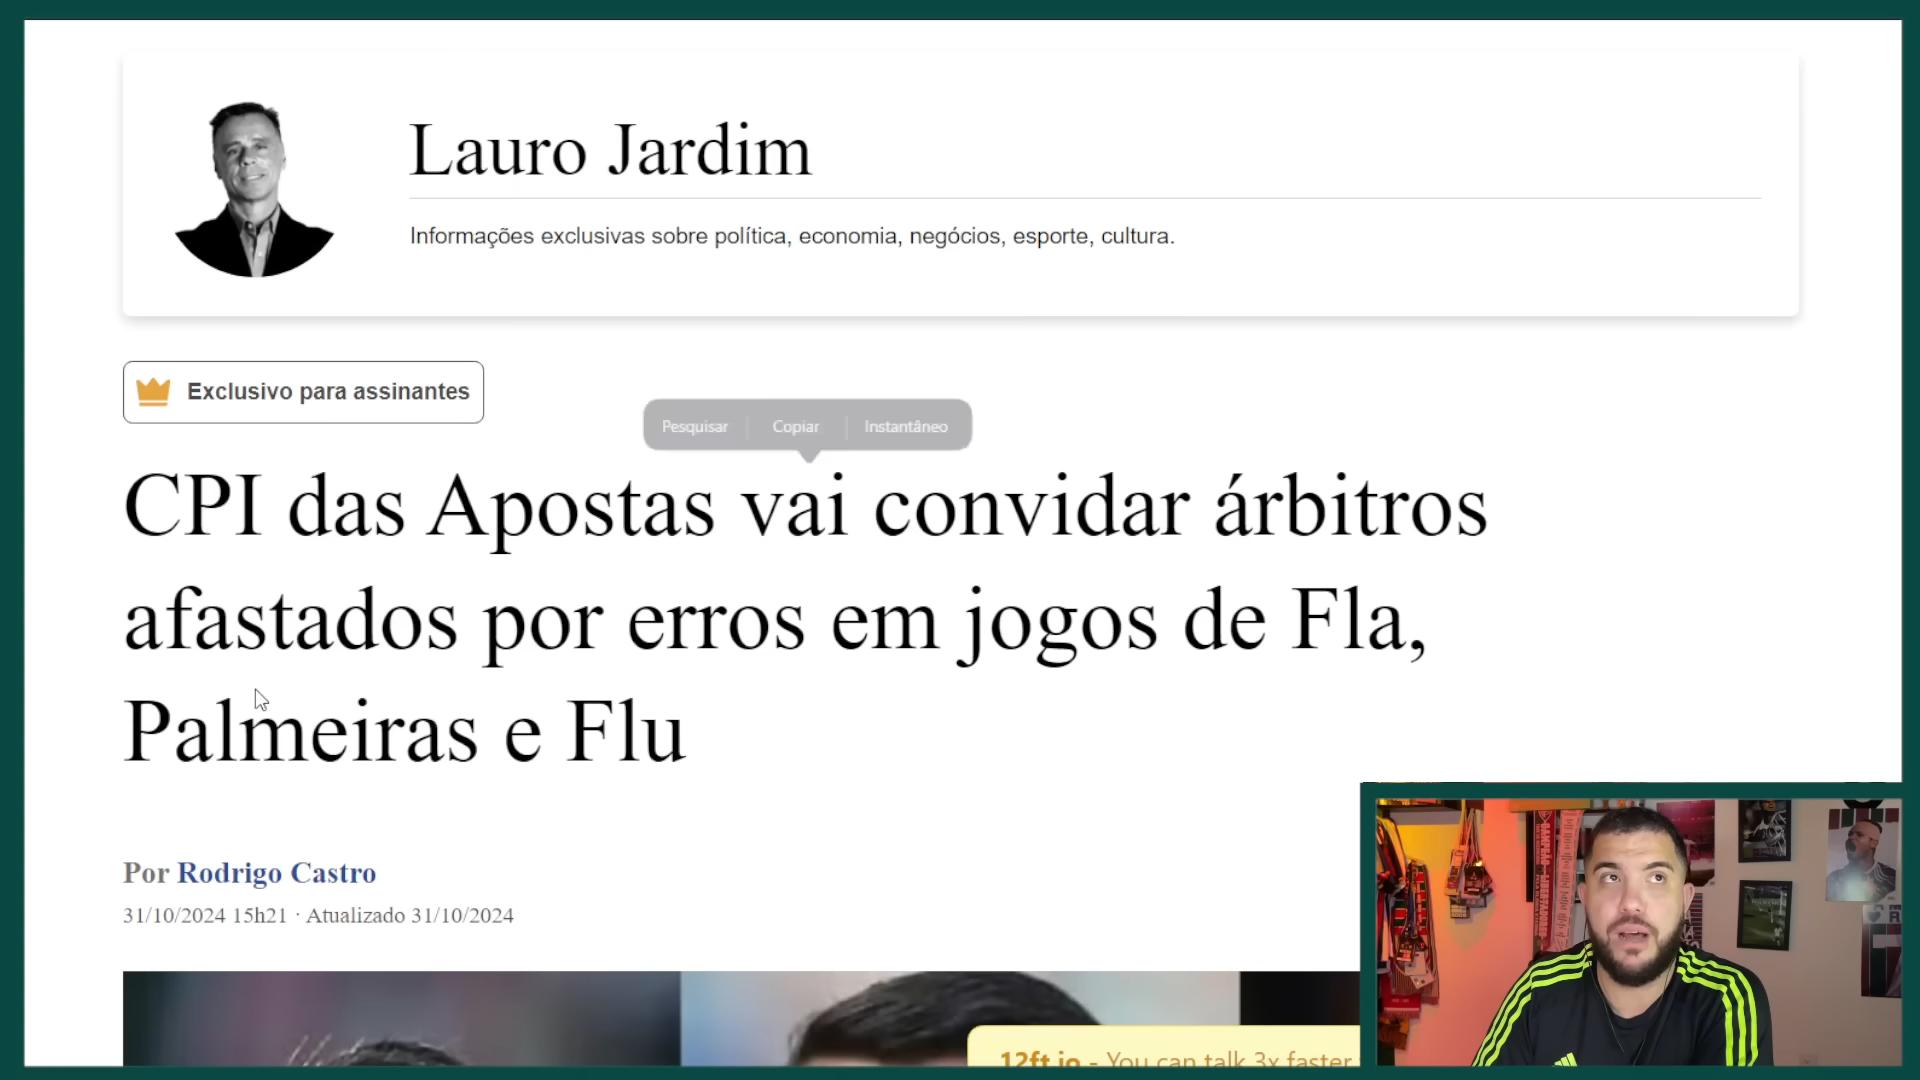 Lauro Jardim
Informações exclusivas sobre política, economia, negócios, esporte, cultura.
Exclusivo para assinantes
Pesquisar
Copiar
Instantâneo
CPI das Apostas vai convidar árbitros
afastados por erros em jogos de Fla,
Palmeiras e Flu
Por Rodrigo Castro
31/10/2024 15h21 · Atualizado 31/10/2024
12ft.io - You can talk 3x faster